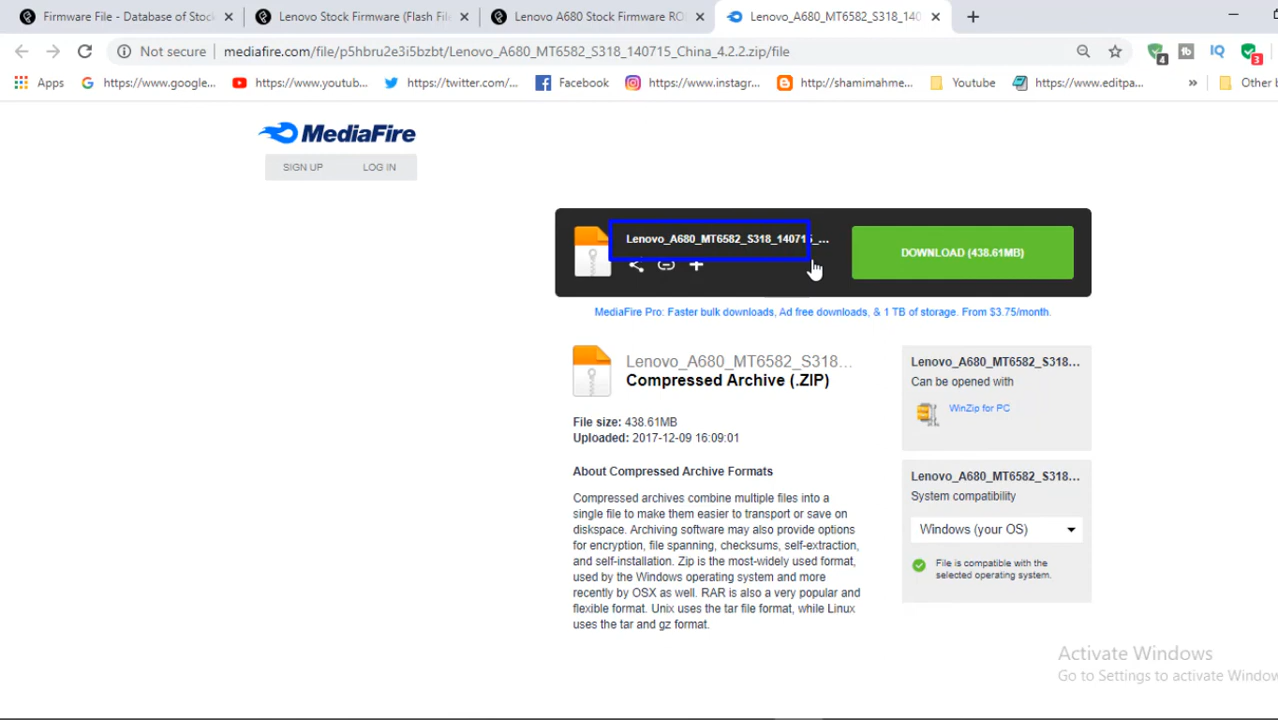 Firmware File - Database of Stock
Lenovo Stock Firmware (Flash File
Lenovo A680 Stock Firmware RO
Lenovo_A680_MT6582_S318_140
Not secure
mediafire.com/file/p5hbru2e3i5bzbt/Lenovo_A680_MT6582_S318_140715_China_4.2.2.zip/file
4
tb
IQ
3
Apps
https://www.google...
https://www.youtub...
https://twitter.com/...
Facebook
https://www.instagr...
http://shamimahme...
Youtube
https://www.editpa...
»
Other b
MediaFire
SIGN UP
LOG IN
Lenovo_A680_MT6582_S318_140715_...
DOWNLOAD (438.61MB)
MediaFire Pro: Faster bulk downloads, Ad free downloads, & 1 TB of storage. From $3.75/month.
Lenovo_A680_MT6582_S318...
Compressed Archive (.ZIP)
File size: 438.61MB
Uploaded: 2017-12-09 16:09:01
About Compressed Archive Formats
Compressed archives combine multiple files into a
single file to make them easier to transport or save on
diskspace. Archiving software may also provide options
for encryption, file spanning, checksums, self-extraction,
and self-installation. Zip is the most-widely used format,
used by the Windows operating system and more
recently by OSX as well. RAR is also a very popular and
flexible format. Unix uses the tar file format, while Linux
uses the tar and gz format.
Lenovo_A680_MT6582_S318...
Can be opened with
WinZip for PC
Lenovo_A680_MT6582_S318...
System compatibility
Windows (your OS)
File is compatible with the
selected operating system.
Activate Windows
Go to Settings to activate Window